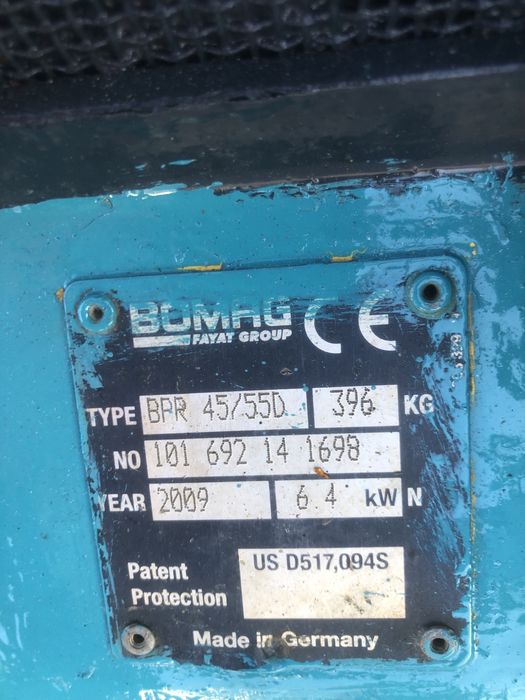 BOMAG CE
FAYAT GROUP
TYPE BPR 45/55D 396 KG
NO 101 692 14 1698
YEAR 2009 6.4 kW N
Patent US D517,094S
Protection
Made in Germany